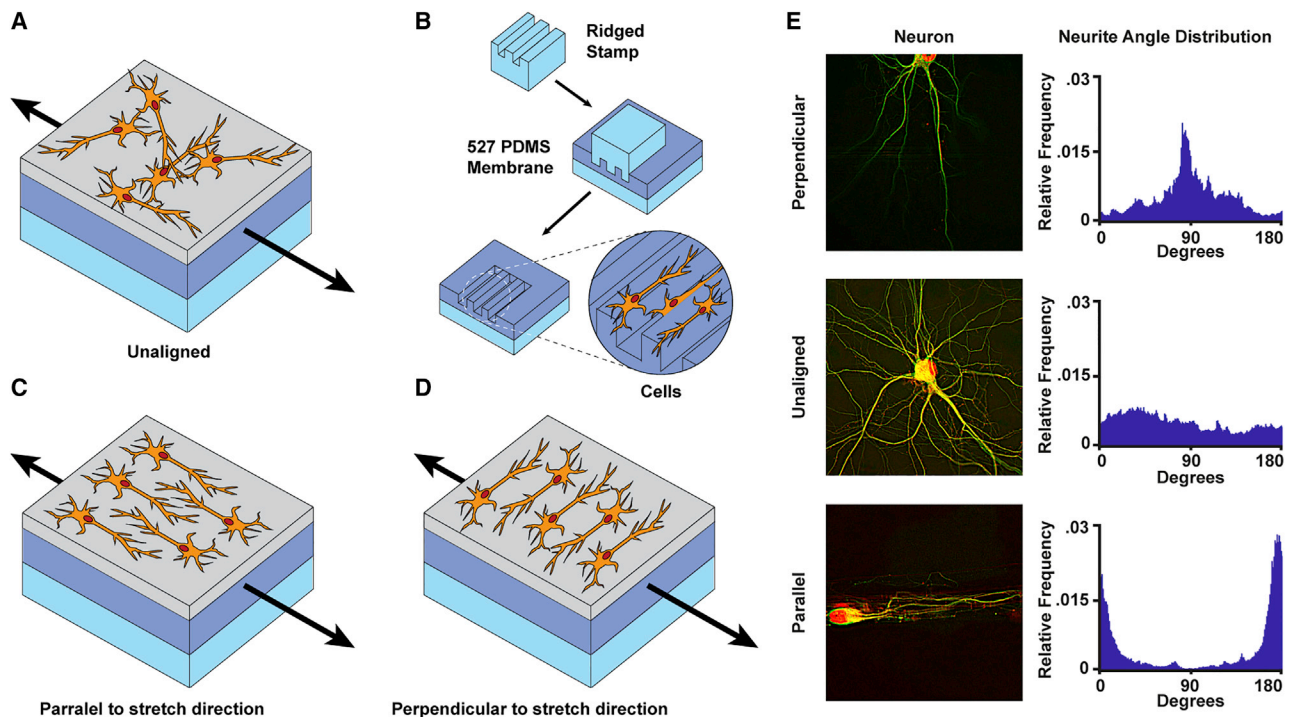 A
Unaligned
B
Ridged
Stamp
527 PDMS
Membrane
Cells
C
Parralel to stretch direction
D
Perpendicular to stretch direction
E
Neuron
Neurite Angle Distribution
Perpendicular
Relative Frequency
.03
.015
0
0
90
180
Degrees
Unaligned
Relative Frequency
.03
.015
0
0
90
180
Degrees
Parallel
Relative Frequency
.03
.015
0
0
90
180
Degrees